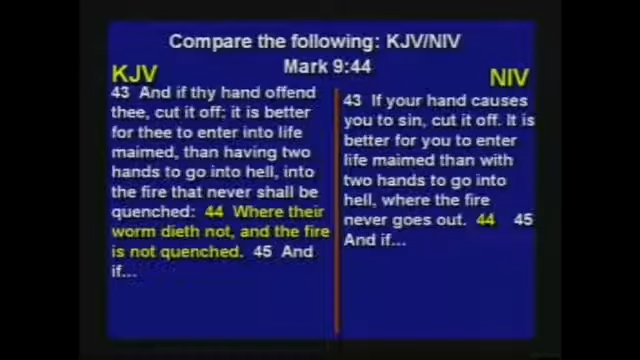 Compare the following: KJV/NIV
Mark 9:44
KJV
43 And if thy hand offend
thee, cut it off: it is better
for thee to enter into life
maimed, than having two
hands to go into hell, into
the fire that never shall be
quenched: 44 Where their
worm dieth not, and the fire
is not quenched. 45 And
if...
NIV
43 If your hand causes
you to sin, cut it off. It is
better for you to enter
life maimed than with
two hands to go into
hell, where the fire
never goes out. 44 45
And if...